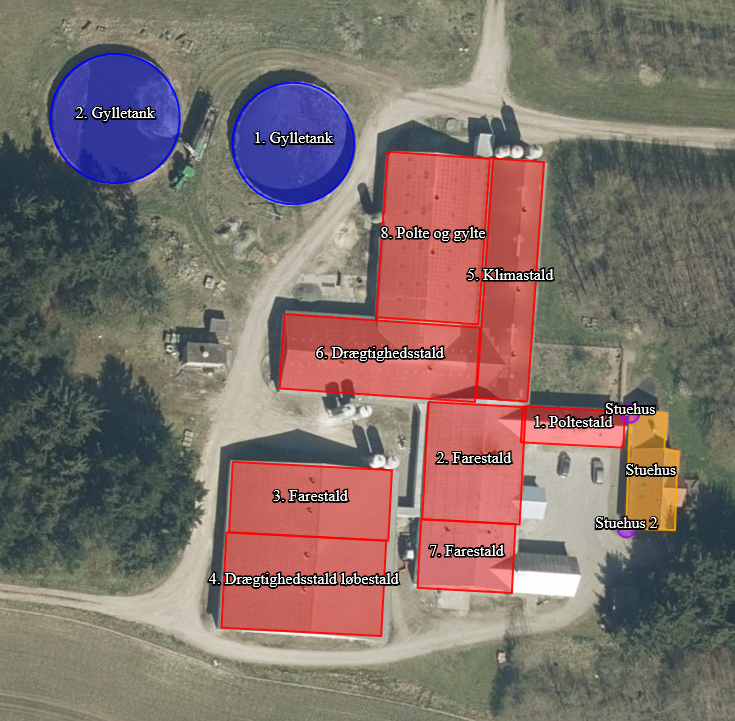 2. Gylletank
1. Gylletank
8. Polte og gylte
5. Klimastald
6. Drægtighedsstald
Stuehus
1. Poltestald
2. Farestald
Stuehus
3. Farestald
Stuehus 2
7. Farestald
4. Drægtighedsstald løbestald